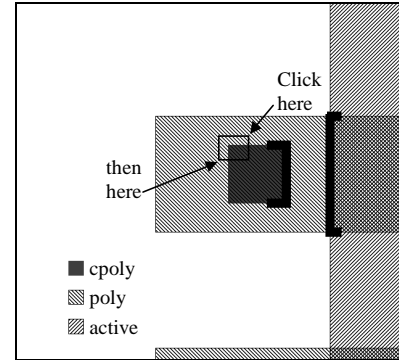 Click
here
then
here
cpoly
poly
active